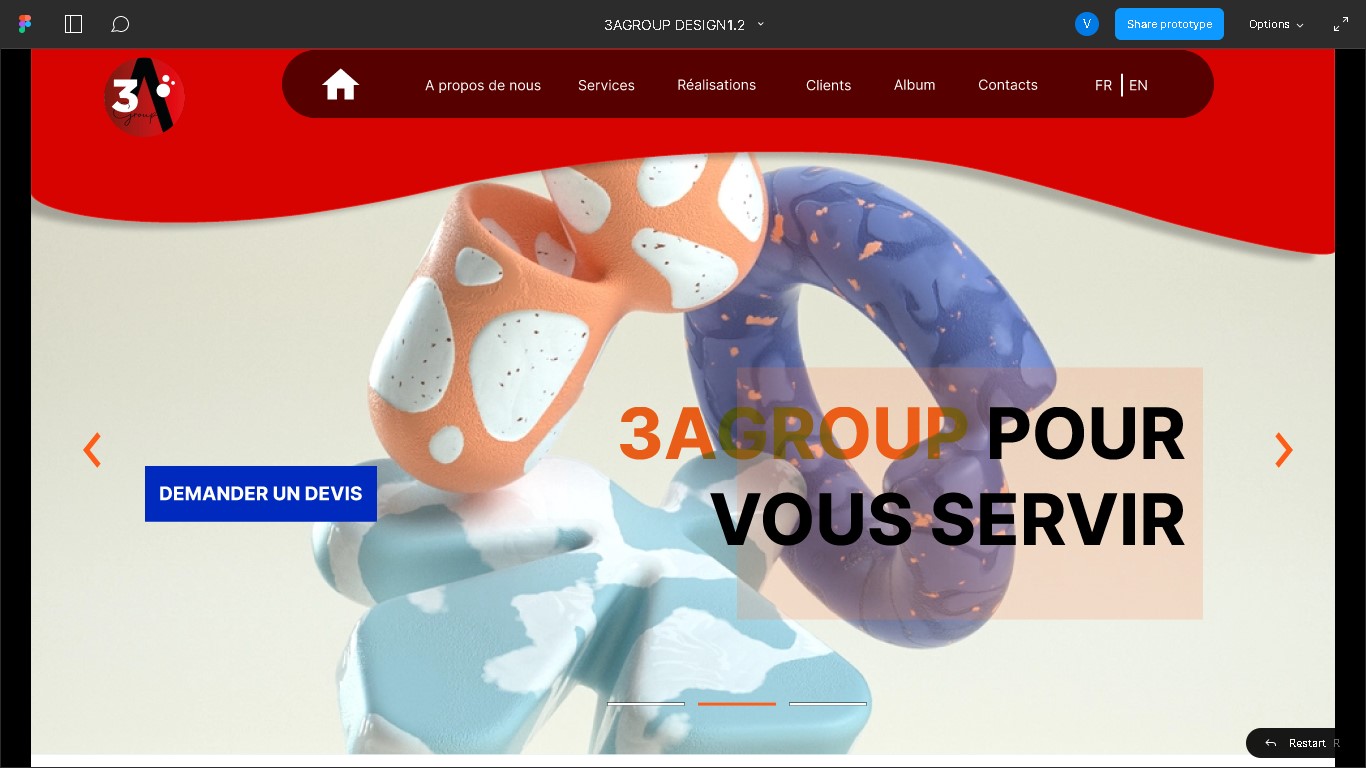 3AGROUP DESIGN1.2
V
Share prototype
Options
3A
Group
A propos de nous
Services
Réalisations
Clients
Album
Contacts
FR | EN
3AGROUP POUR
VOUS SERVIR
DEMANDER UN DEVIS
Restart R